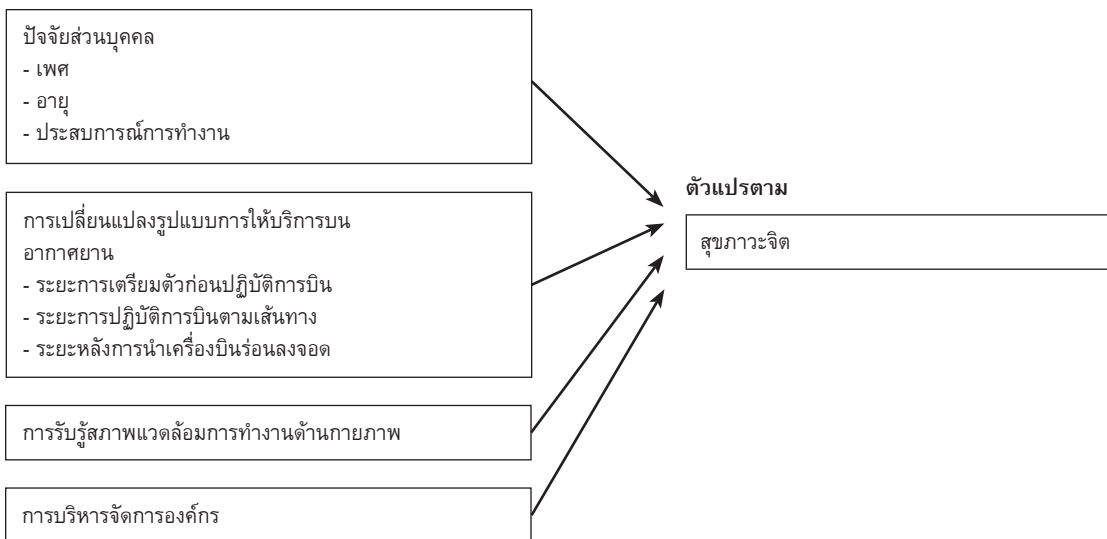 ปัจจัยส่วนบุคคล
- เพศ
- อายุ
- ประสบการณ์การทำงาน
การเปลี่ยนแปลงรูปแบบการให้บริการบน
อากาศยาน
- ระยะการเตรียมตัวก่อนปฏิบัติการบิน
- ระยะการปฏิบัติการบินตามเส้นทาง
- ระยะหลังการนำเครื่องบินร่อนลงจอด
การรับรู้สภาพแวดล้อมการทำงานด้านกายภาพ
การบริหารจัดการองค์กร
ตัวแปรตาม
สุขภาวะจิต